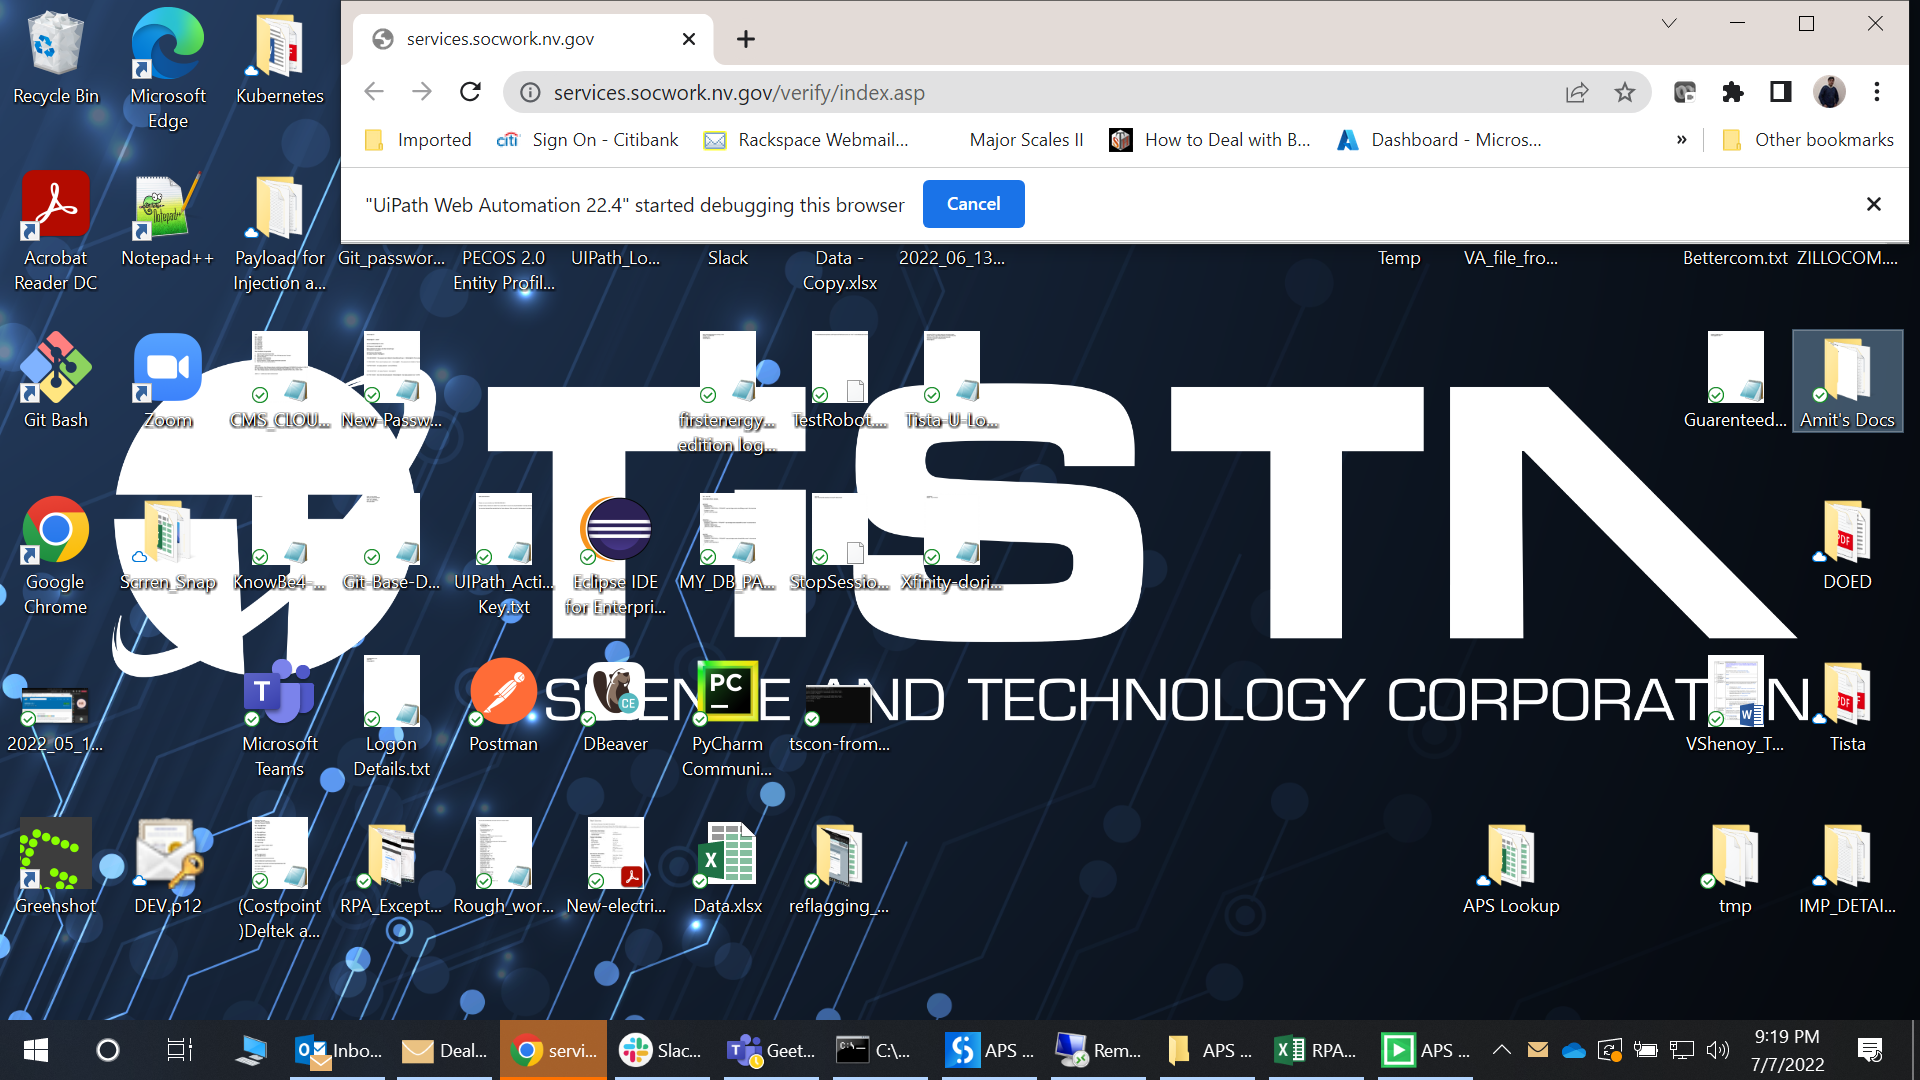 services.socwork.nv.gov
services.socwork.nv.gov/verify/index.asp
Imported
citi
Sign On - Citibank
Rackspace Webmail...
Major Scales II
How to Deal with B...
Dashboard - Micros...
»
Other bookmarks
"UiPath Web Automation 22.4" started debugging this browser
Cancel
Recycle Bin
Microsoft
Edge
Kubernetes
Acrobat
Reader DC
Notepad++
Payload for
Injection a...
Git_passwor...
PECOS 2.0
Entity Profil...
UIPath_Lo...
Slack
Data -
Copy.xlsx
2022_06_13...
Temp
VA_file_fro...
Bettercom.txt
ZILLOCOM....
Git Bash
Zoom
CMS_CLOU...
New-Passw...
firstenergy...
edition log...
TestRobot....
Tista-U-Lo...
Guarenteed...
Amit's Docs
TiSTA
Google
Chrome
Scrren_Snap
KnowBe4-...
Git-Base-D...
UIPath_Acti...
Key.txt
Eclipse IDE
for Enterpri...
MY_DB_PA...
StopSessio...
Xfinity-dori...
PDF
DOED
SCIENCE AND TECHNOLOGY CORPORATION
2022_05_1...
T
Microsoft
Teams
Logon
Details.txt
Postman
CE
DBeaver
PC
PyCharm
Communi...
tscon-from...
W
VShenoy_T...
PDF
Tista
Greenshot
DEV.p12
(Costpoint
)Deltek a...
RPA_Except...
Rough_wor...
New-electri...
X
Data.xlsx
reflagging_...
APS Lookup
tmp
IMP_DETAI...
Inbo...
Deal...
servi...
Slac...
Geet...
C:\...
APS ...
Rem...
APS ...
RPA...
APS ...
9:19 PM
7/7/2022